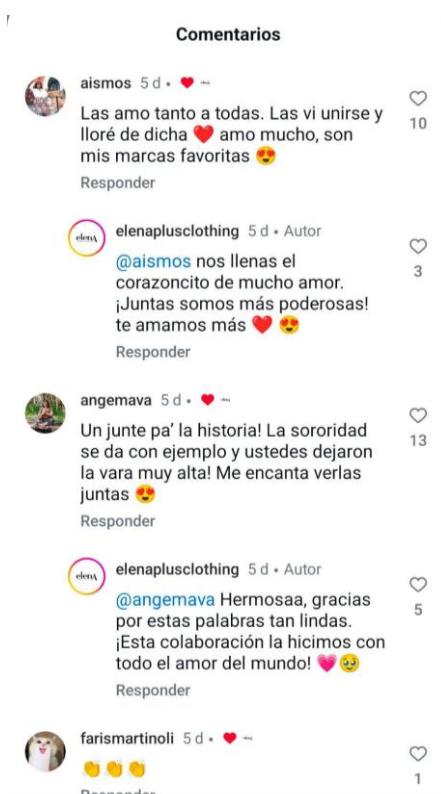 Comentarios
aismos 5 d • ❤️
Las amo tanto a todas. Las vi unirse y
lloré de dicha ❤️ amo mucho, son
mis marcas favoritas 😍
10
Responder
elenA
elenaplusclothing 5 d • Autor
@aismos nos llenas el
corazoncito de mucho amor.
¡Juntas somos más poderosas!
te amamos más ❤️ 😍
3
Responder
angemava 5 d • ❤️
Un junte pa’ la historia! La sororidad
se da con ejemplo y ustedes dejaron
la vara muy alta! Me encanta verlas
juntas 😍
13
Responder
elenA
elenaplusclothing 5 d • Autor
@angemava Hermosaa, gracias
por estas palabras tan lindas.
¡Esta colaboración la hicimos con
todo el amor del mundo! 💗🥹
5
Responder
farismartinoli 5 d • ❤️
👏👏👏
1
Responder